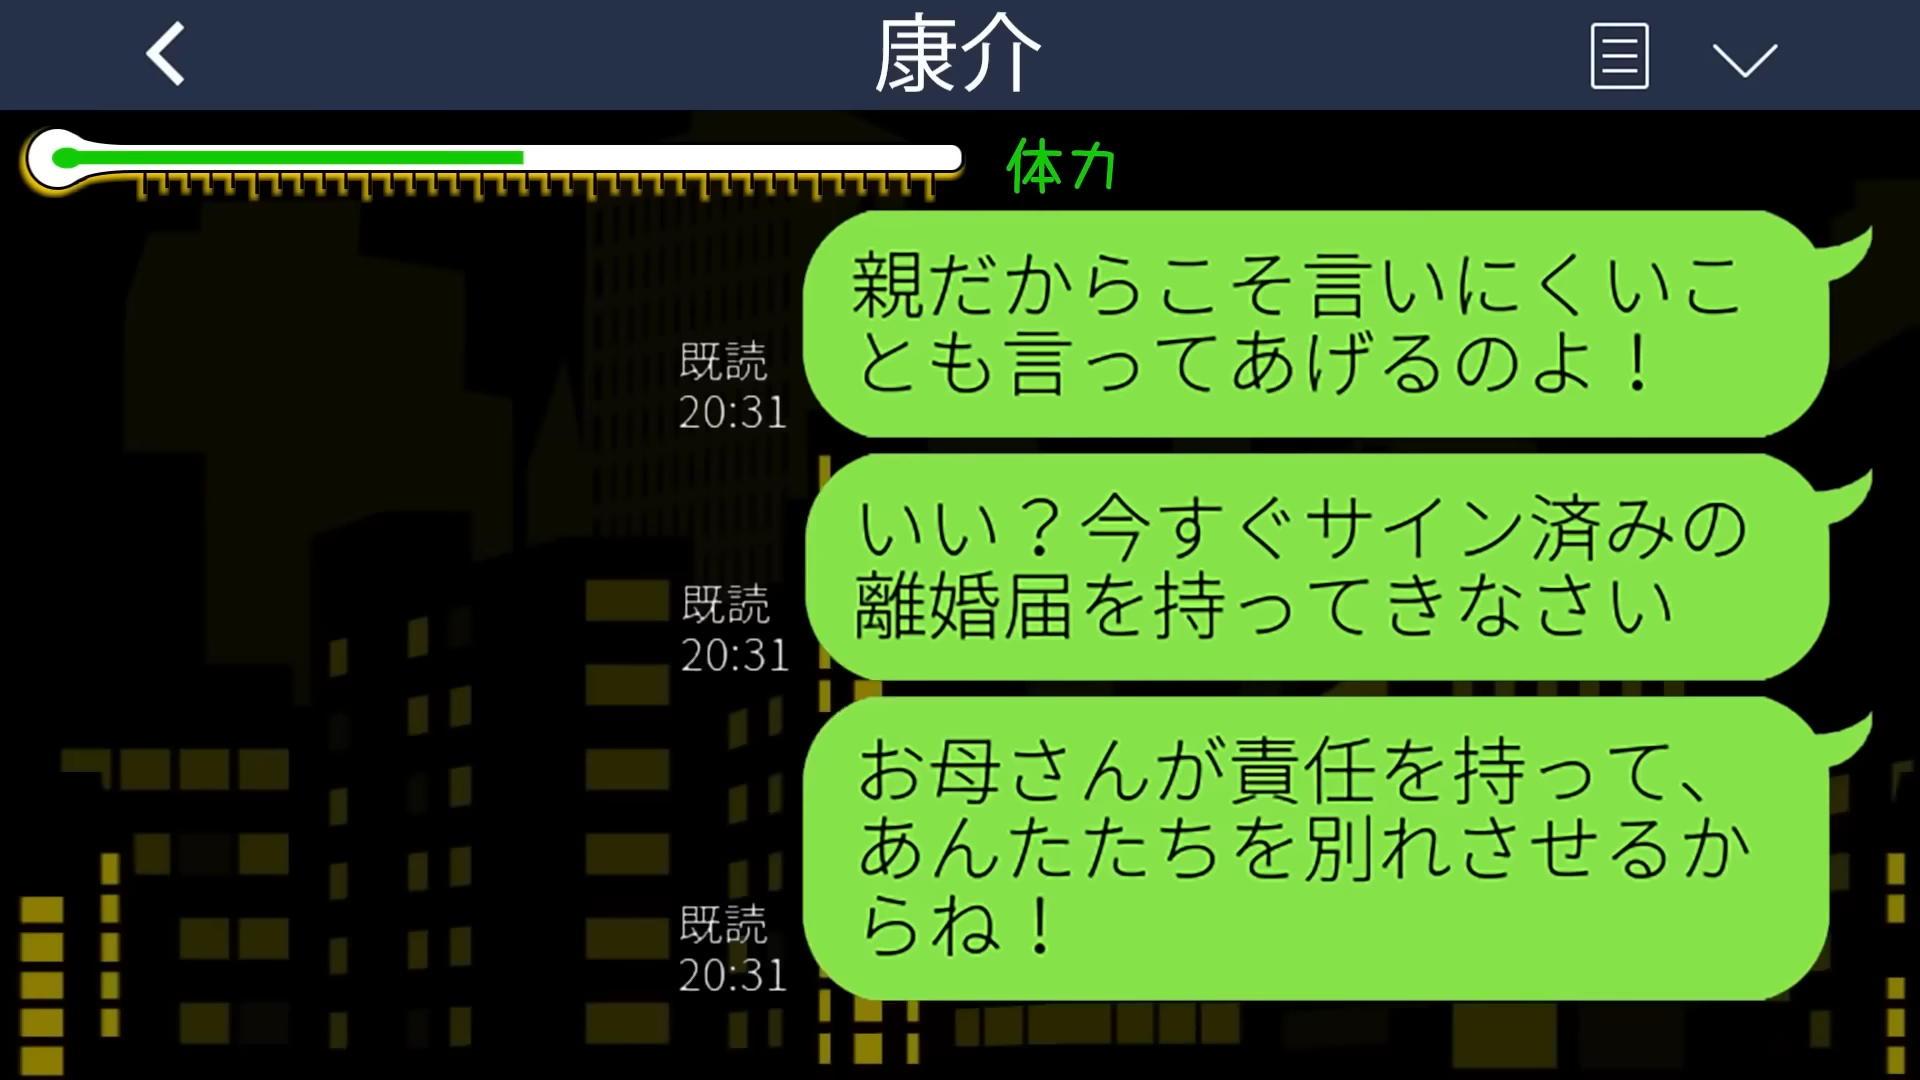 康介
体力
親だからこそ言いにくいこ
とも言ってあげるのよ！
既読
20:31
いい？今すぐサイン済みの
離婚届を持ってきなさい
既読
20:31
お母さんが責任を持って、
あんたたちを別れさせるか
らね！
既読
20:31